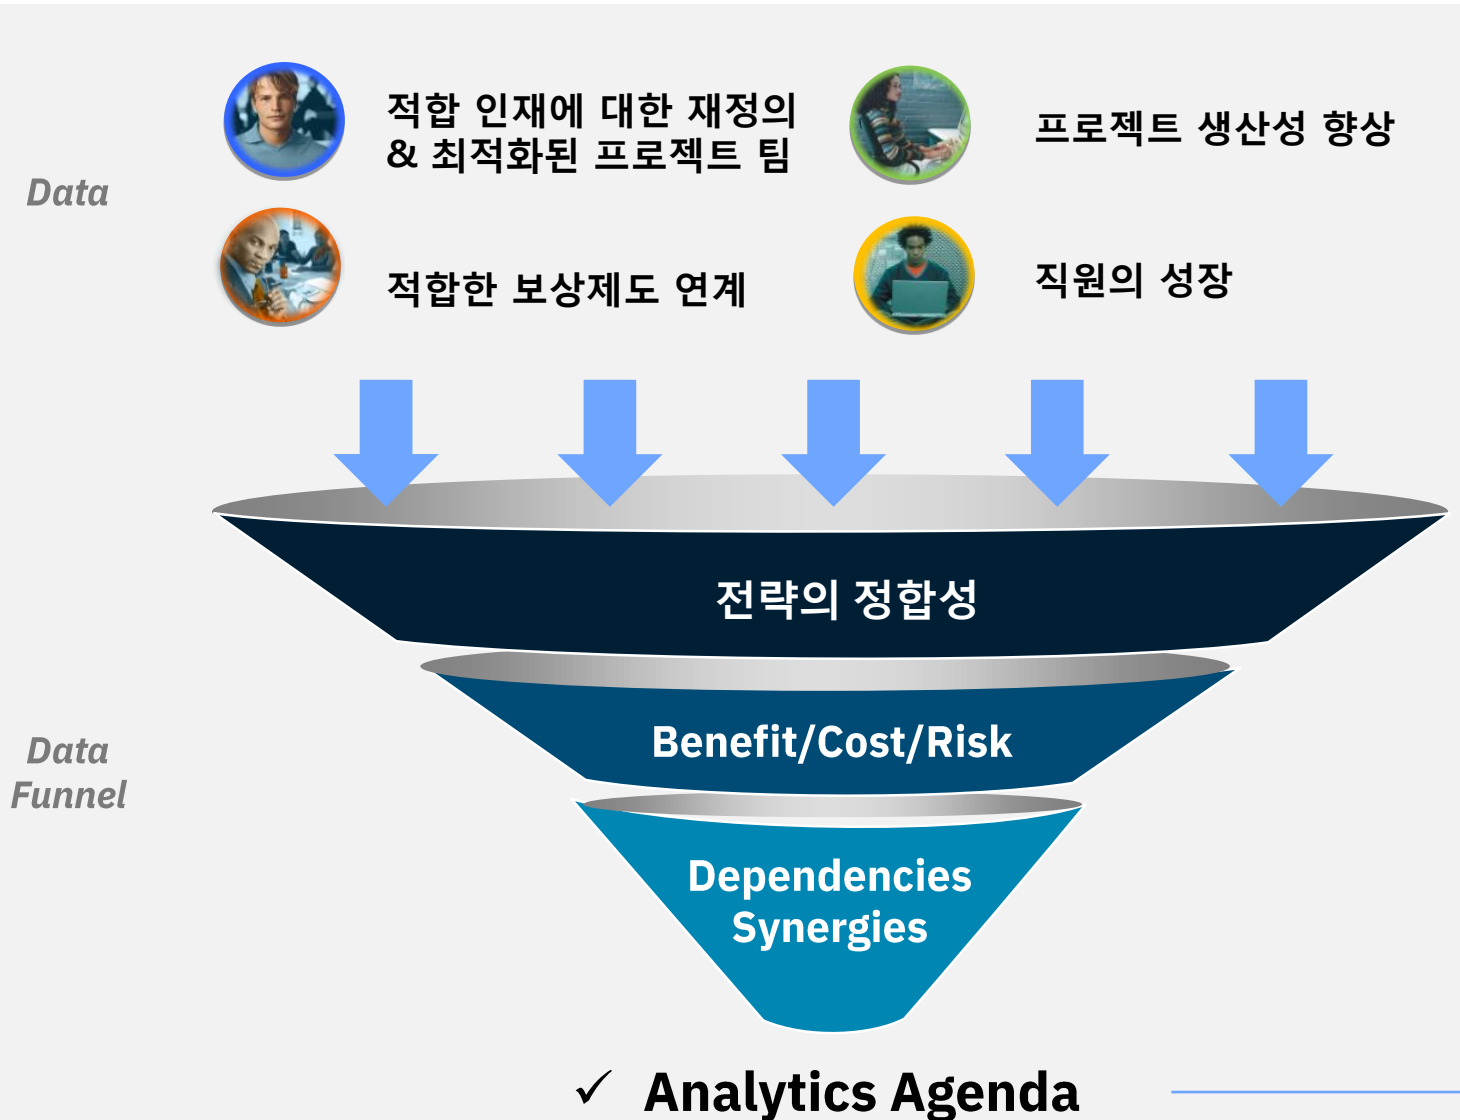 Data
적합 인재에 대한 재정의
& 최적화된 프로젝트 팀
프로젝트 생산성 향상
적합한 보상제도 연계
직원의 성장
Data
Funnel
전략의 정합성
Benefit/Cost/Risk
Dependencies
Synergies
✓ Analytics Agenda